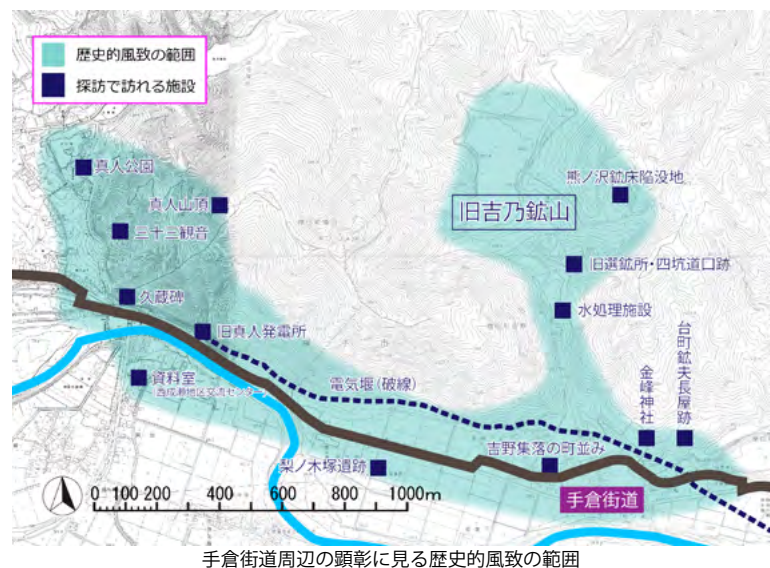 歴史的風致の範囲
探訪で訪れる施設
真人公園
真人山頂
三十三観音
久蔵碑
旧真人発電所
資料室
(西成瀬地区交流センター)
電気堰(破線)
梨ノ木塚遺跡
熊ノ沢鉱床陥没地
旧吉乃鉱山
旧選鉱所・四坑道口跡
水処理施設
台町鉱夫長屋跡
金峰神社
吉野集落の町並み
手倉街道
0 100 200 400 600 800 1000m
手倉街道周辺の顕彰に見る歴史的風致の範囲